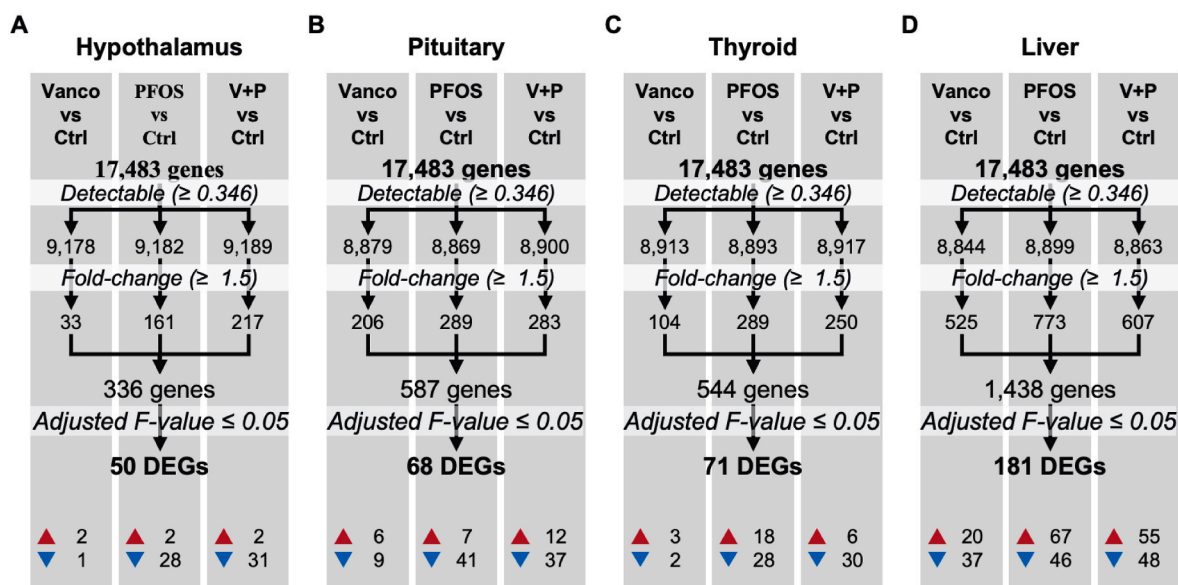 A
Hypothalamus
Vanco PFOS V+P
vs vs vs
Ctrl Ctrl Ctrl
17,483 genes
Detectable (≥ 0.346)
9,178 9,182 9,189
Fold-change (≥ 1.5)
33 161 217
336 genes
Adjusted F-value ≤ 0.05
50 DEGs
2 2 2
1 28 31
B
Pituitary
Vanco PFOS V+P
vs vs vs
Ctrl Ctrl Ctrl
17,483 genes
Detectable (≥ 0.346)
8,879 8,869 8,900
Fold-change (≥ 1.5)
206 289 283
587 genes
Adjusted F-value ≤ 0.05
68 DEGs
6 7 12
9 41 37
C
Thyroid
Vanco PFOS V+P
vs vs vs
Ctrl Ctrl Ctrl
17,483 genes
Detectable (≥ 0.346)
8,913 8,893 8,917
Fold-change (≥ 1.5)
104 289 250
544 genes
Adjusted F-value ≤ 0.05
71 DEGs
3 18 6
2 28 30
D
Liver
Vanco PFOS V+P
vs vs vs
Ctrl Ctrl Ctrl
17,483 genes
Detectable (≥ 0.346)
8,844 8,899 8,863
Fold-change (≥ 1.5)
525 773 607
1,438 genes
Adjusted F-value ≤ 0.05
181 DEGs
20 67 55
37 46 48